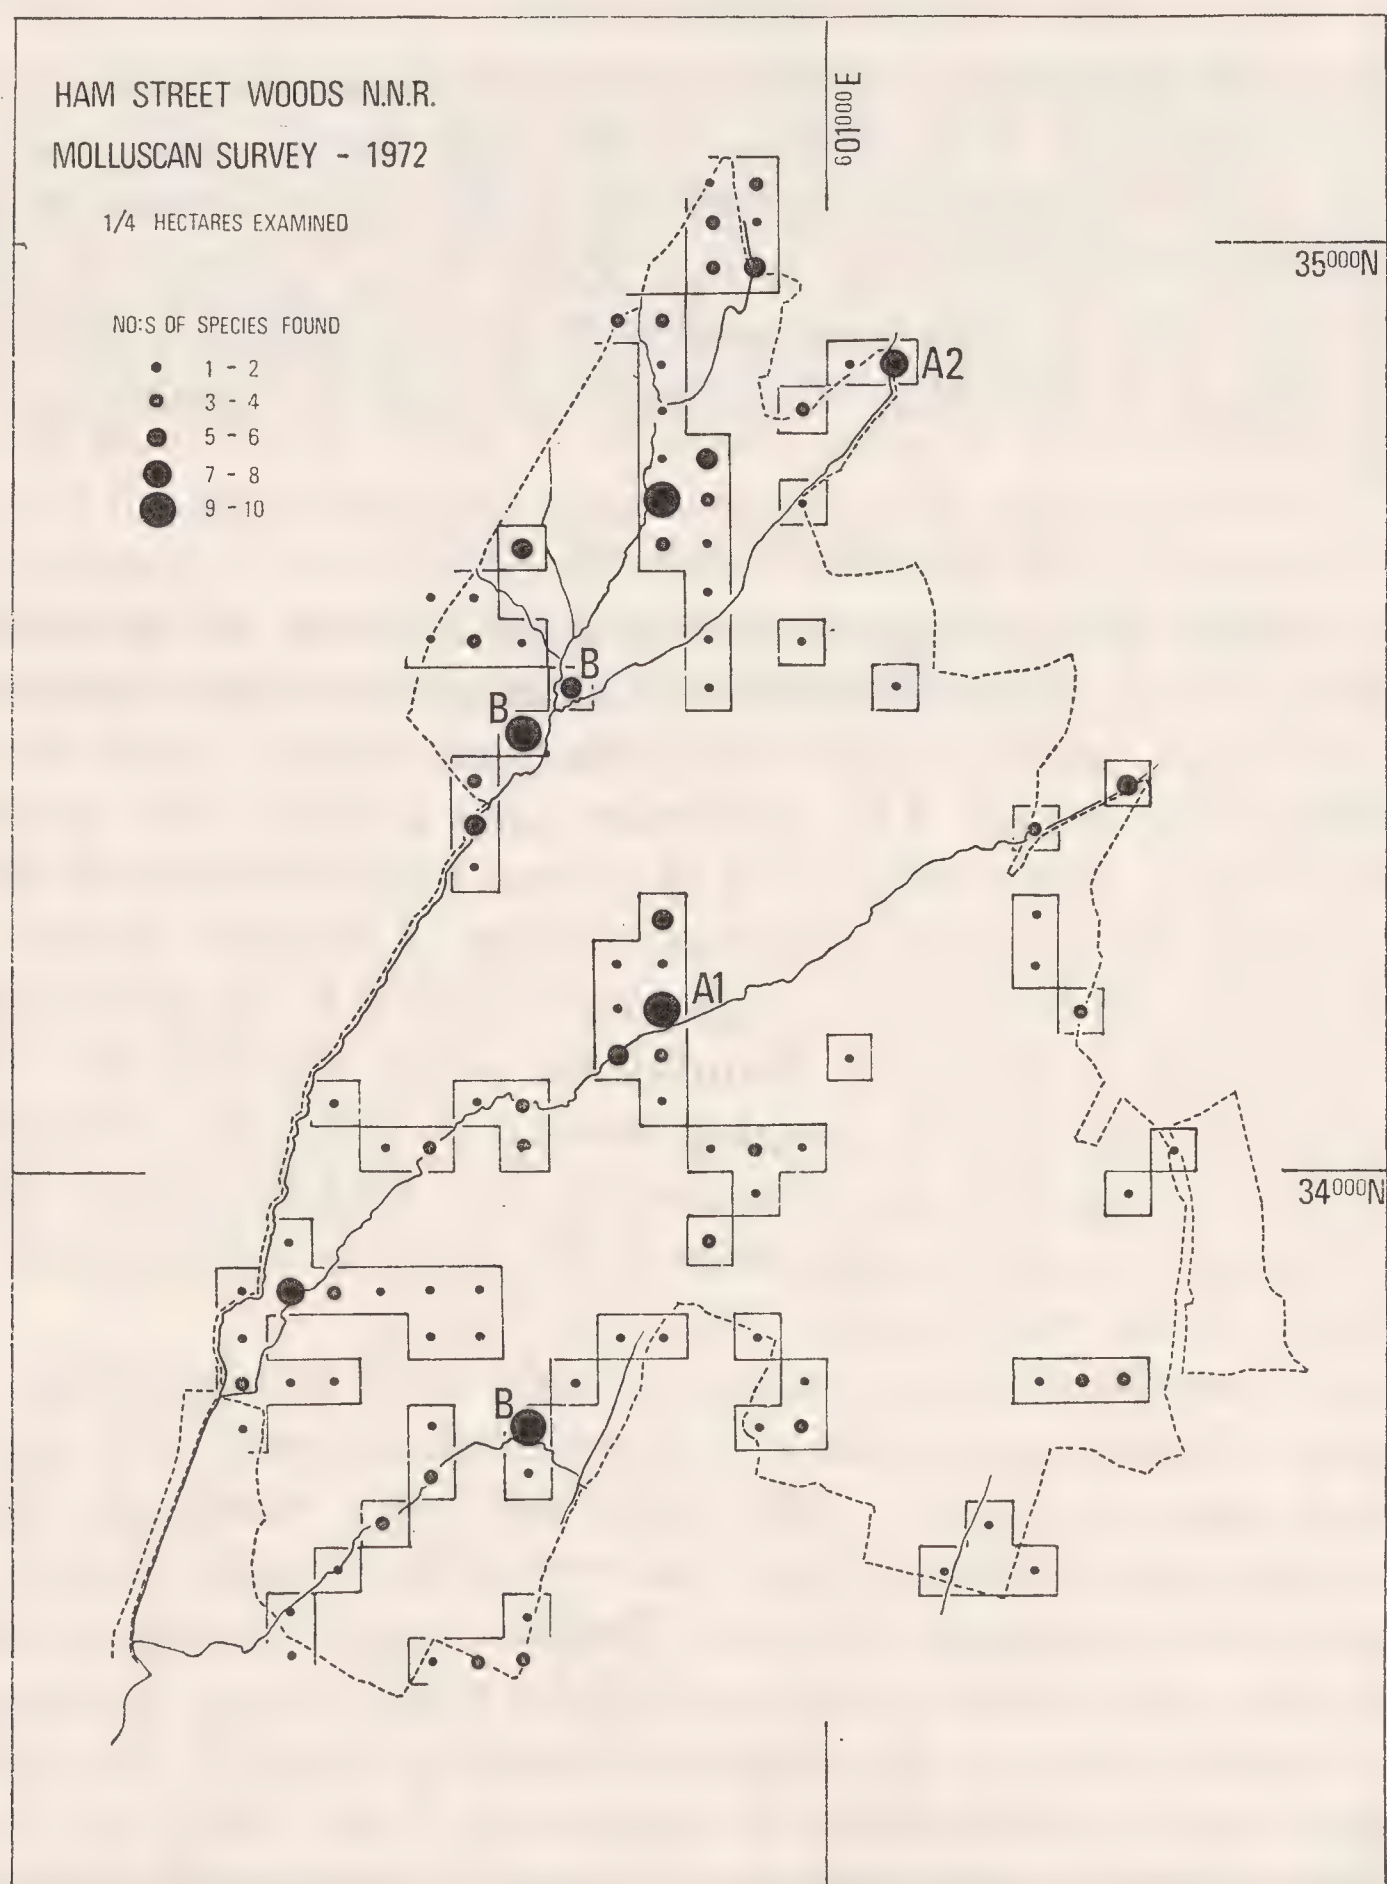 HAM STREET WOODS N.N.R.
MOLLUSCAN SURVEY - 1972
1/4 HECTARES EXAMINED
NO:S OF SPECIES FOUND
1 - 2
3 - 4
5 - 6
7 - 8
9 - 10
601000E
35000N
A2
B
B
A1
34000N
B